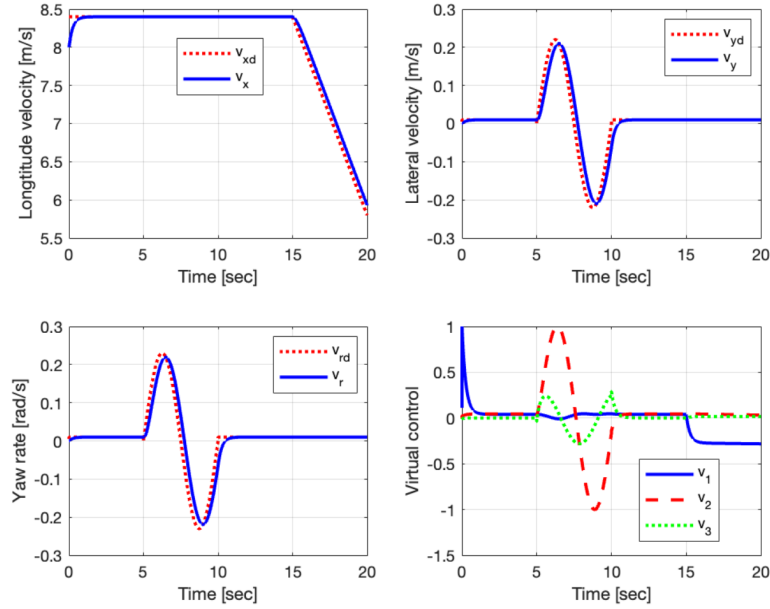 8.5
8
7.5
7
6.5
6
5.5
0 5 10 15 20
Time [sec]
Longtitude velocity [m/s]
v_xd
v_x
0.3
0.2
0.1
0
-0.1
-0.2
-0.3
0 5 10 15 20
Time [sec]
Lateral velocity [m/s]
v_yd
v_y
0.3
0.2
0.1
0
-0.1
-0.2
-0.3
0 5 10 15 20
Time [sec]
Yaw rate [rad/s]
v_rd
v_r
1
0.5
0
-0.5
-1
-1.5
0 5 10 15 20
Time [sec]
Virtual control
v_1
v_2
v_3